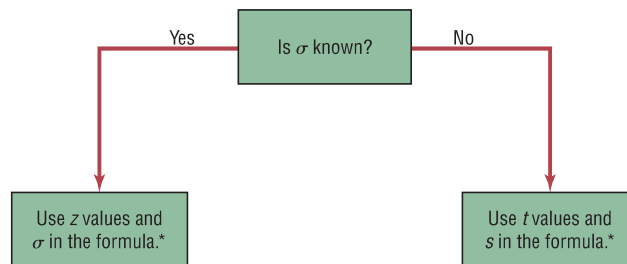 Yes
Is σ known?
No
Use z values and
σ in the formula.*
Use t values and
s in the formula.*